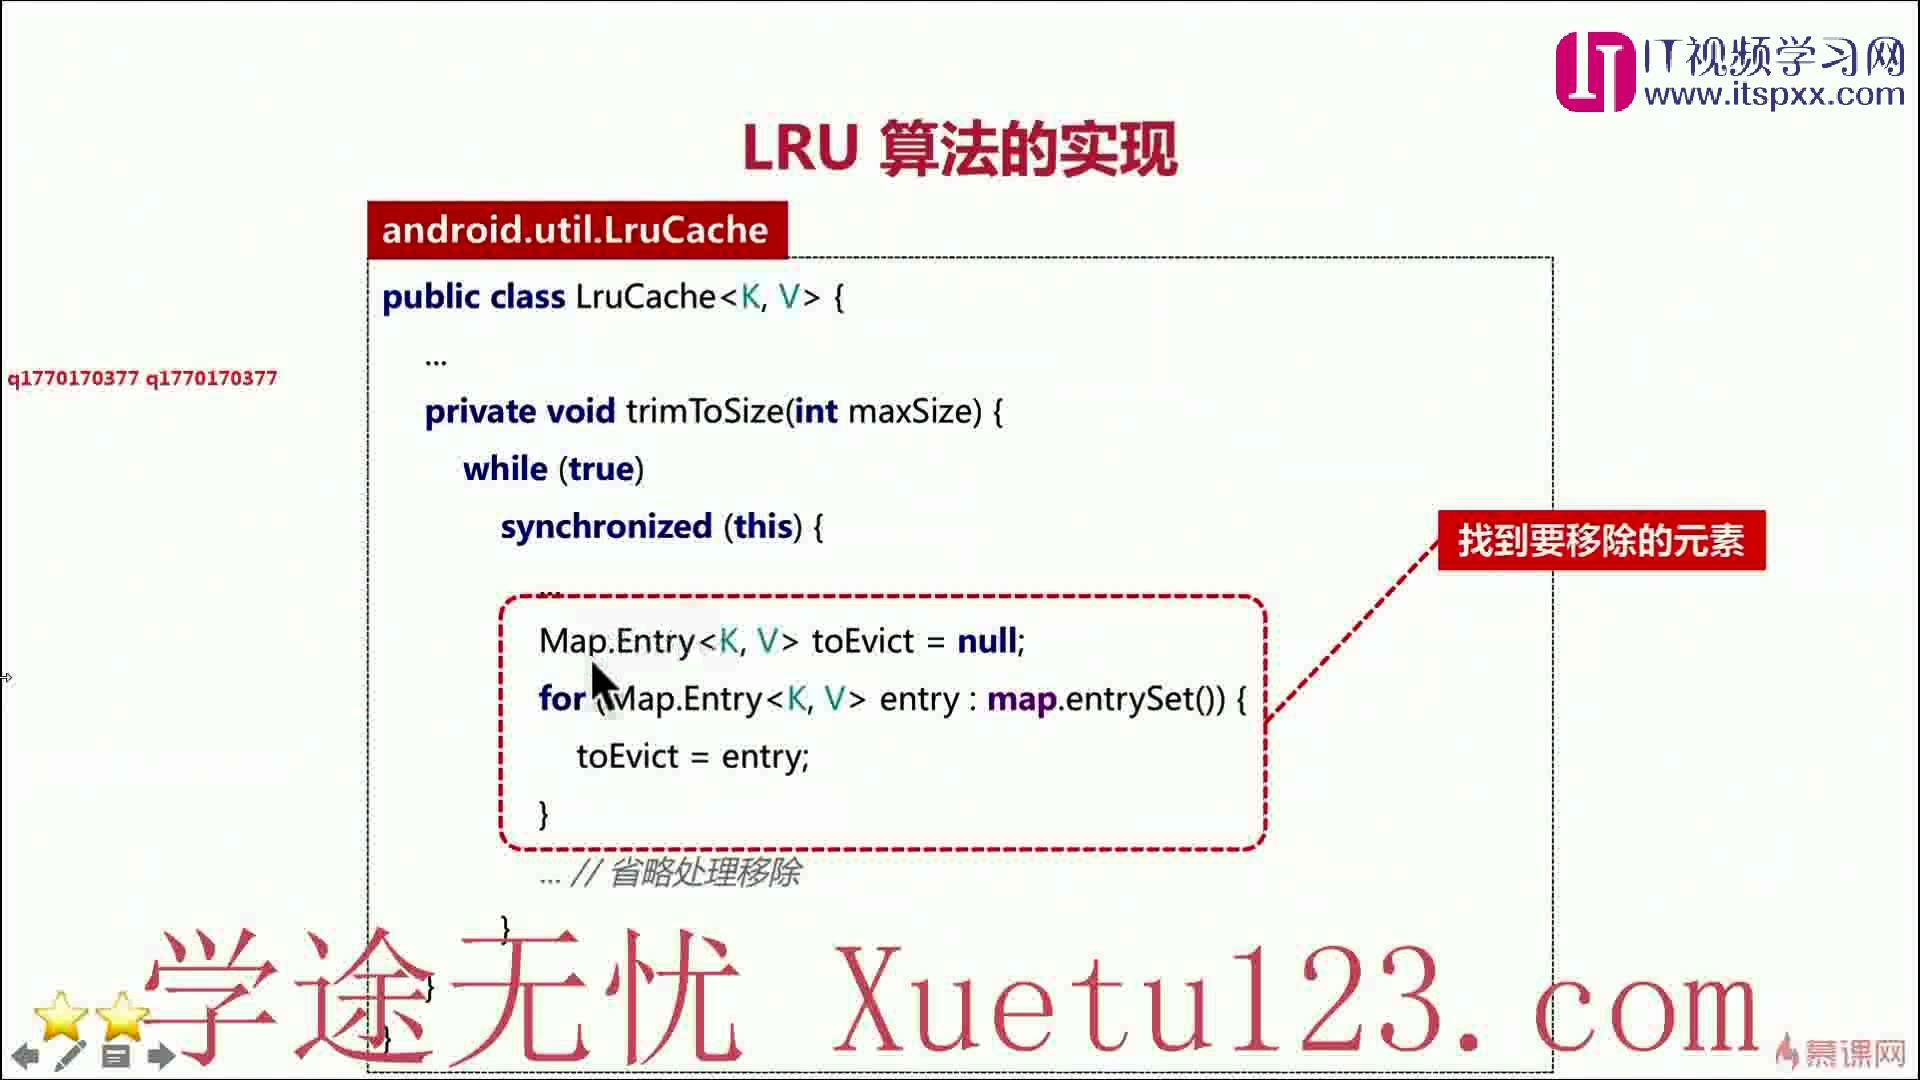 IT视频学习网
www.itspxx.com
LRU 算法的实现
android.util.LruCache
public class LruCache<K, V> {
...
q1770170377 q1770170377
private void trimToSize(int maxSize) {
while (true)
synchronized (this) {
找到要移除的元素
...
Map.Entry<K, V> toEvict = null;
for (Map.Entry<K, V> entry : map.entrySet()) {
toEvict = entry;
}
... // 省略处理移除
}
}
}
学途无忧 Xuetu123.com
慕课网